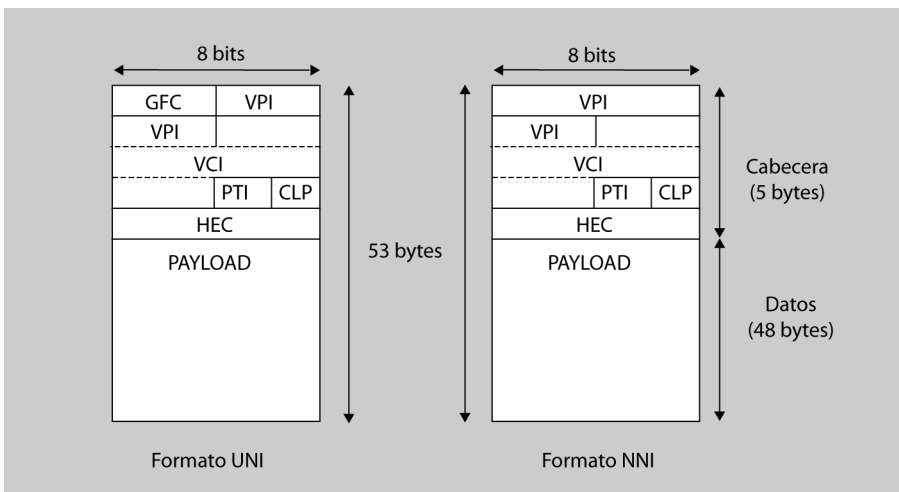 8 bits
GFC VPI
VPI
VCI
PTI CLP
HEC
PAYLOAD
Formato UNI
53 bytes
8 bits
VPI
VPI
VCI
PTI CLP
HEC
PAYLOAD
Formato NNI
Cabecera
(5 bytes)
Datos
(48 bytes)